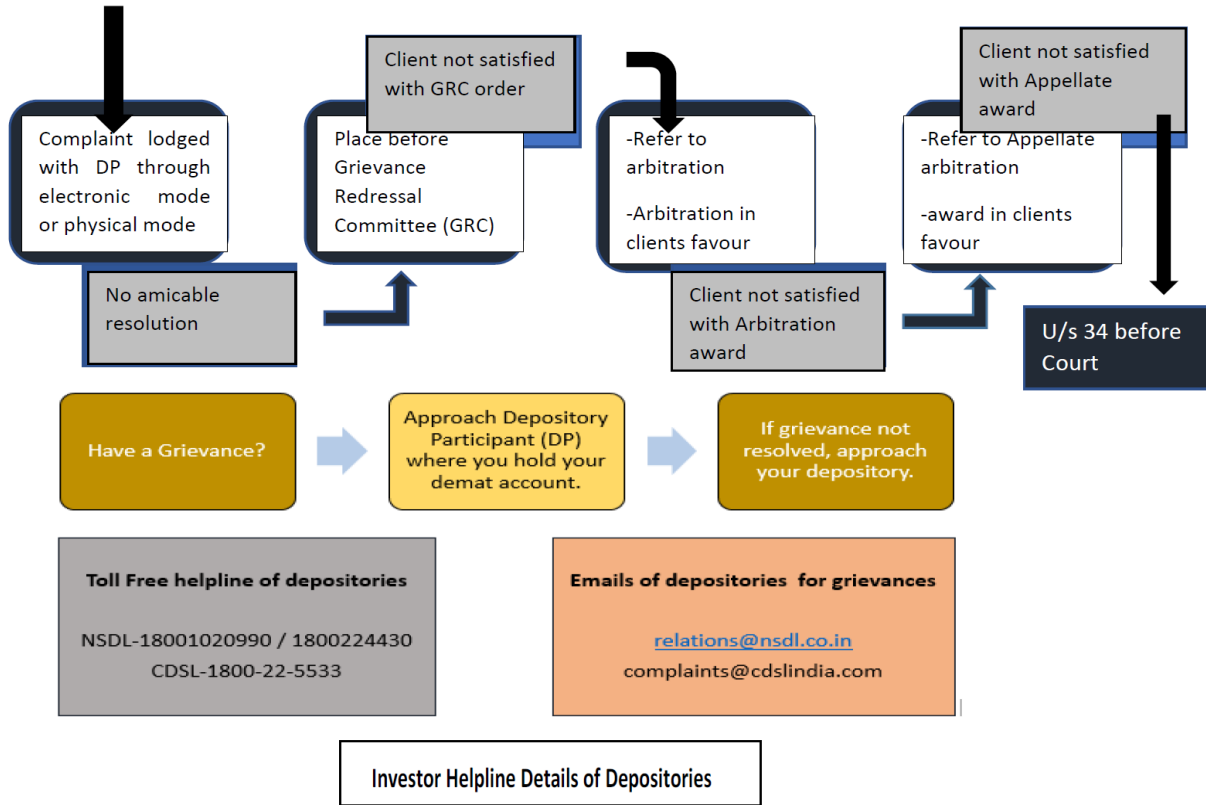 Complaint lodged
with DP through
electronic mode
or physical mode
No amicable
resolution
Place before
Grievance
Redressal
Committee (GRC)
Client not satisfied
with GRC order
-Refer to
arbitration
-Arbitration in
clients favour
Client not satisfied
with Arbitration
award
-Refer to Appellate
arbitration
-award in clients
favour
Client not satisfied
with Appellate
award
U/s 34 before
Court
Have a Grievance?
Approach Depository
Participant (DP)
where you hold your
demat account.
If grievance not
resolved, approach
your depository.
Toll Free helpline of depositories
NSDL-18001020990 / 1800224430
CDSL-1800-22-5533
Emails of depositories for grievances
relations@nsdl.co.in
complaints@cdslindia.com
Investor Helpline Details of Depositories